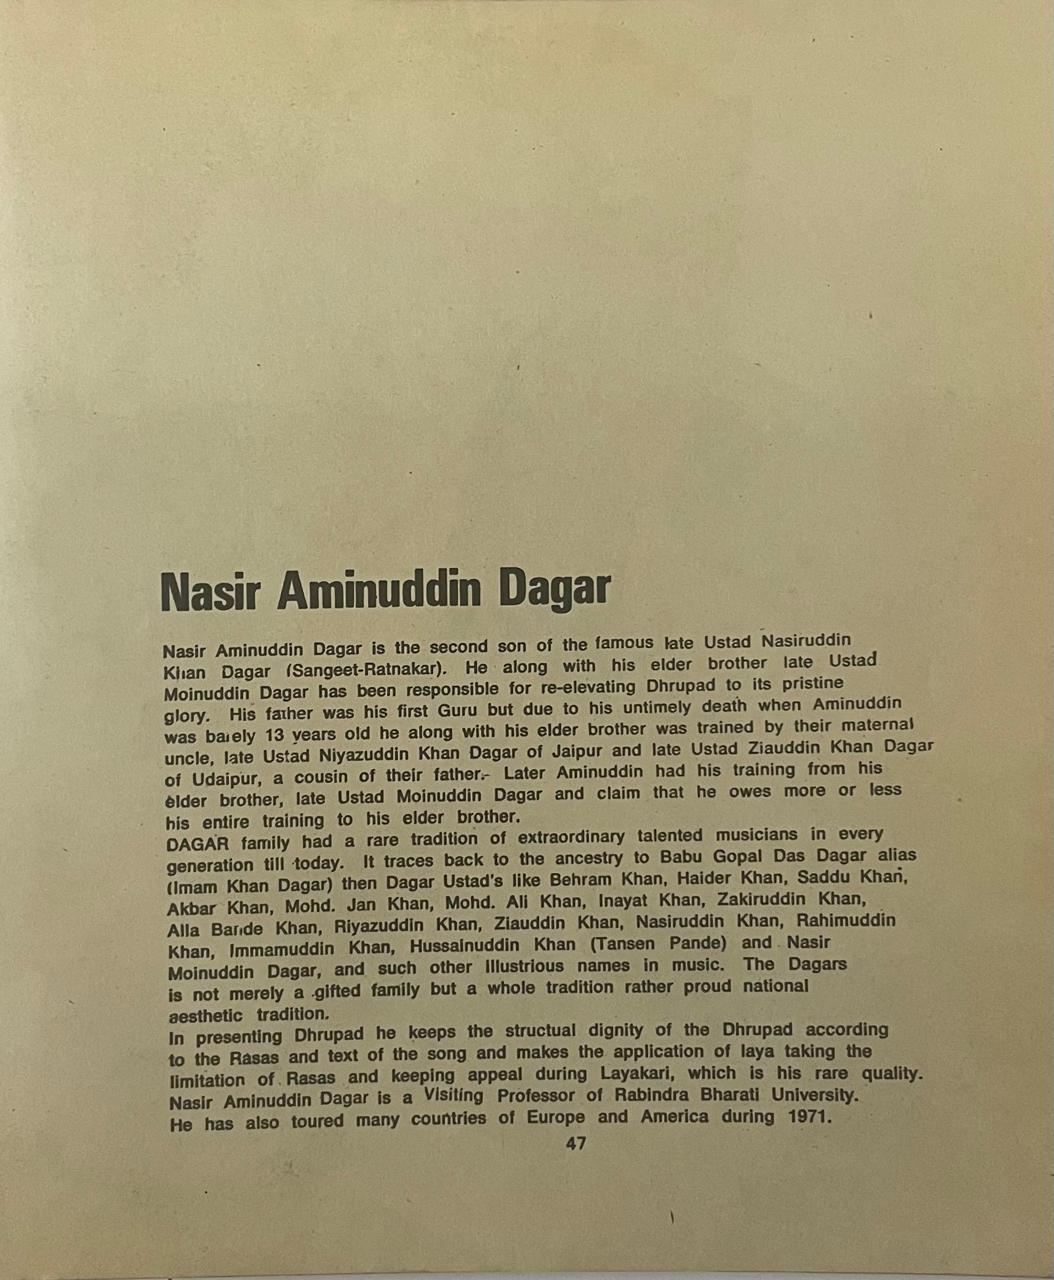 Nasir Aminuddin Dagar
Nasir Aminuddin Dagar is the second son of the famous late Ustad Nasiruddin
Khan Dagar (Sangeet-Ratnakar). He along with his elder brother late Ustad
Moinuddin Dagar has been responsible for re-elevating Dhrupad to its pristine
glory. His father was his first Guru but due to his untimely death when Aminuddin
was barely 13 years old he along with his elder brother was trained by their maternal
uncle, late Ustad Niyazuddin Khan Dagar of Jaipur and late Ustad Ziauddin Khan Dagar
of Udaipur, a cousin of their father.- Later Aminuddin had his training from his
elder brother, late Ustad Moinuddin Dagar and claim that he owes more or less
his entire training to his elder brother.
DAGAR family had a rare tradition of extraordinary talented musicians in every
generation till today. It traces back to the ancestry to Babu Gopal Das Dagar alias
(Imam Khan Dagar) then Dagar Ustad's like Behram Khan, Haider Khan, Saddu Khan,
Akbar Khan, Mohd. Jan Khan, Mohd. Ali Khan, Inayat Khan, Zakiruddin Khan,
Alla Bande Khan, Riyazuddin Khan, Ziauddin Khan, Nasiruddin Khan, Rahimuddin
Khan, Immamuddin Khan, Hussainuddin Khan (Tansen Pande) and Nasir
Moinuddin Dagar, and such other Illustrious names in music. The Dagars
is not merely a gifted family but a whole tradition rather proud national
aesthetic tradition.
In presenting Dhrupad he keeps the structual dignity of the Dhrupad according
to the Rasas and text of the song and makes the application of laya taking the
limitation of Rasas and keeping appeal during Layakari, which is his rare quality.
Nasir Aminuddin Dagar is a Visiting Professor of Rabindra Bharati University.
He has also toured many countries of Europe and America during 1971.
47